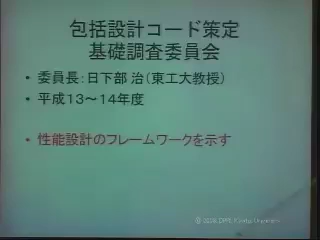 包括設計コード策定
基礎調査委員会
・ 委員長：日下部 治（東工大教授）
・ 平成１３～１４年度
・ 性能設計のフレームワークを示す